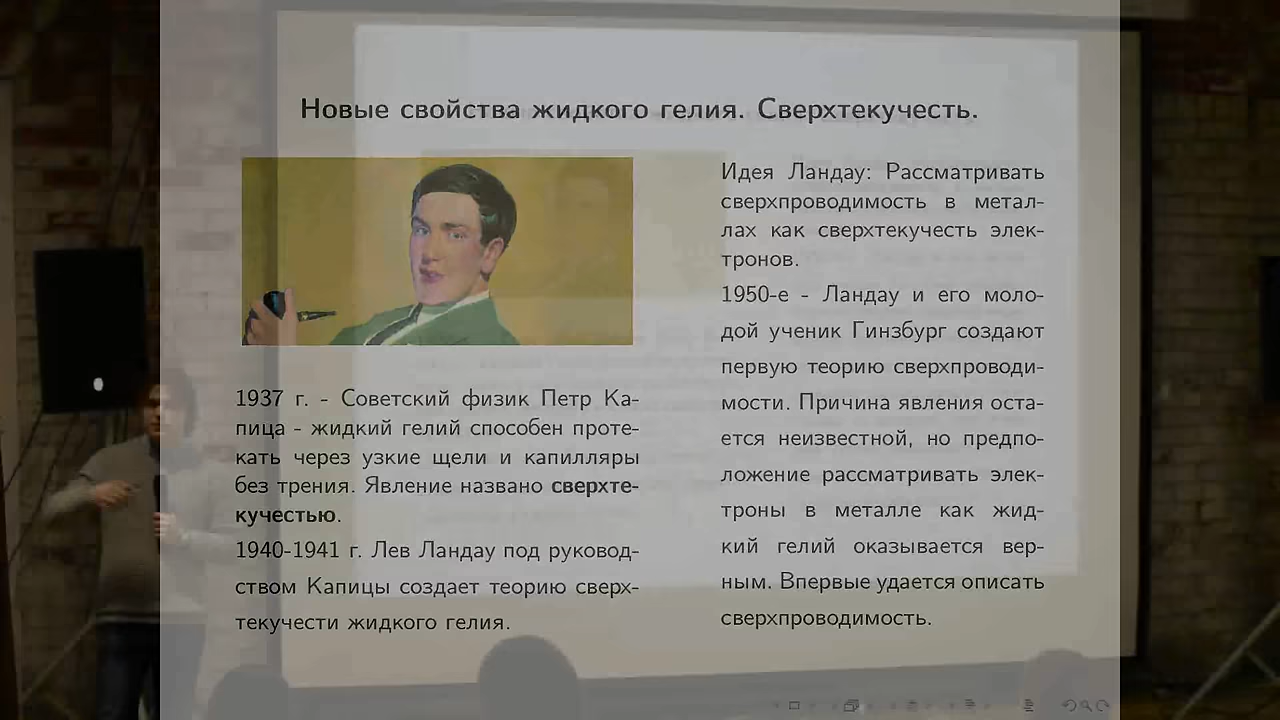 Новые свойства жидкого гелия. Сверхтекучесть.
1937 г. - Советский физик Петр Ка-
пица - жидкий гелий способен проте-
кать через узкие щели и капилляры
без трения. Явление названо сверхте-
кучестью.
1940-1941 г. Лев Ландау под руковод-
ством Капицы создает теорию сверх-
текучести жидкого гелия.
Идея Ландау: Рассматривать
сверхпроводимость в метал-
лах как сверхтекучесть элек-
тронов.
1950-е - Ландау и его моло-
дой ученик Гинзбург создают
первую теорию сверхпроводи-
мости. Причина явления оста-
ется неизвестной, но предпо-
ложение рассматривать элек-
троны в металле как жид-
кий гелий оказывается вер-
ным. Впервые удается описать
сверхпроводимость.